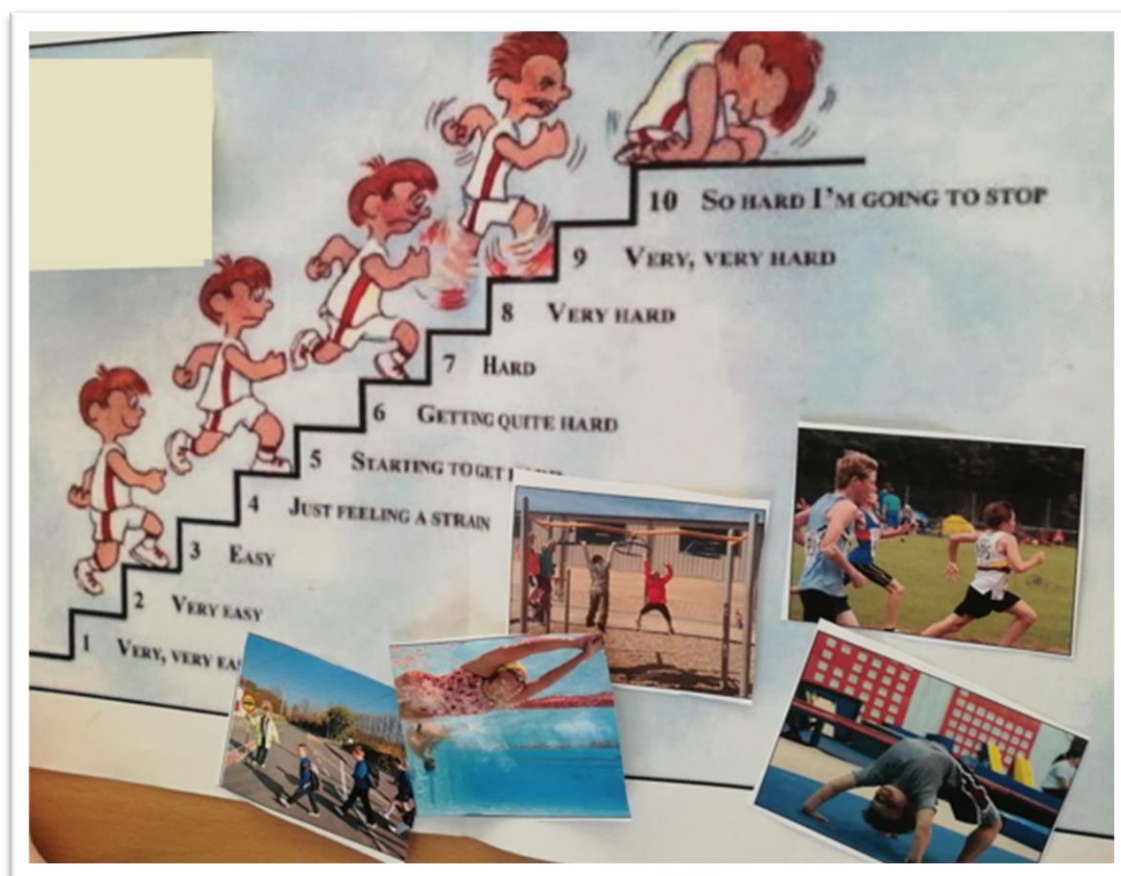 10 SO HARD I'M GOING TO STOP
9 VERY, VERY HARD
8 VERY HARD
7 HARD
6 GETTING QUITE HARD
5 STARTING TO GET
4 JUST FEELING A STRAIN
3 EASY
2 VERY EASY
1 VERY, VERY EA